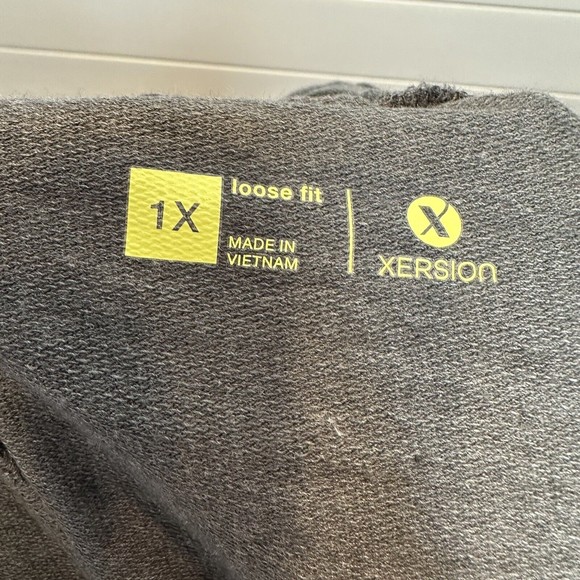 1X
loose fit
MADE IN
VIETNAM
X
XERSION